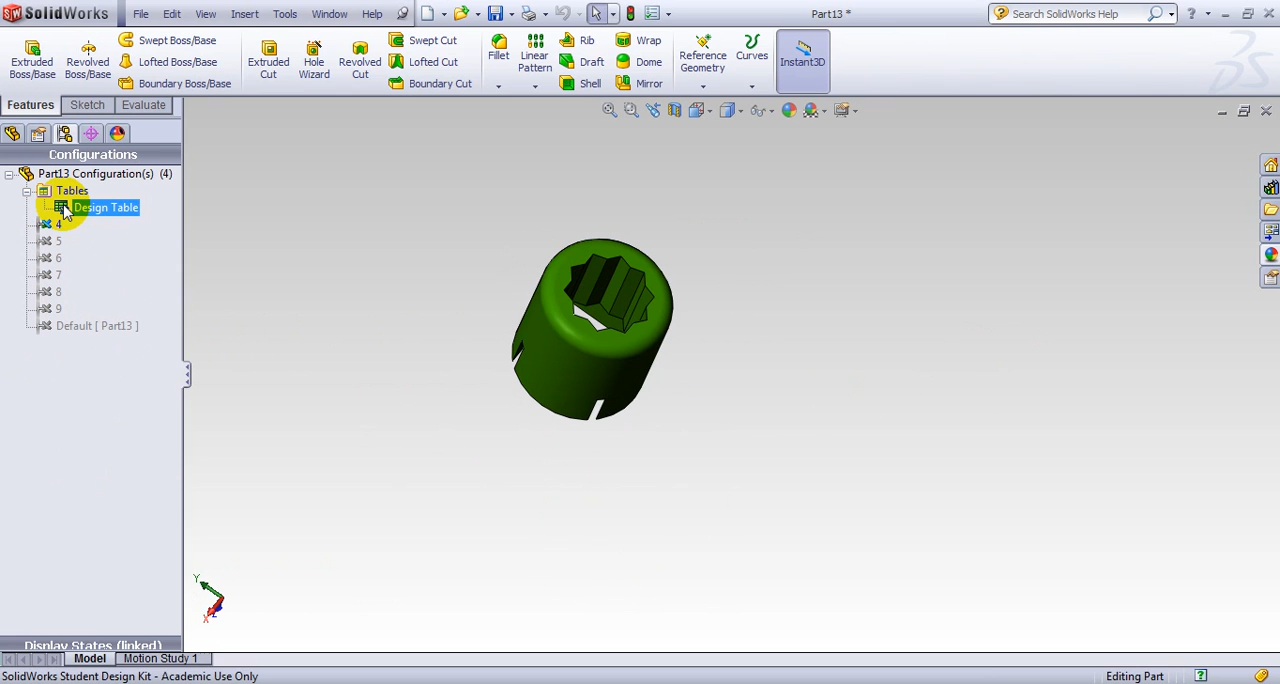 SolidWorks File Edit View Insert Tools Window Help Part13 * Search SolidWorks Help
Extruded Boss/Base
Revolved Boss/Base
Swept Boss/Base
Lofted Boss/Base
Boundary Boss/Base
Extruded Cut
Hole Wizard
Revolved Cut
Swept Cut
Lofted Cut
Boundary Cut
Fillet
Linear Pattern
Rib
Draft
Shell
Wrap
Dome
Mirror
Reference Geometry
Curves
Instant3D
Features Sketch Evaluate
Configurations
Part13 Configuration(s) (4)
Tables
Design Table
4
5
6
7
8
9
Default [ Part13 ]
Y
X
Display States (linked)
Model Motion Study 1
SolidWorks Student Design Kit - Academic Use Only Editing Part